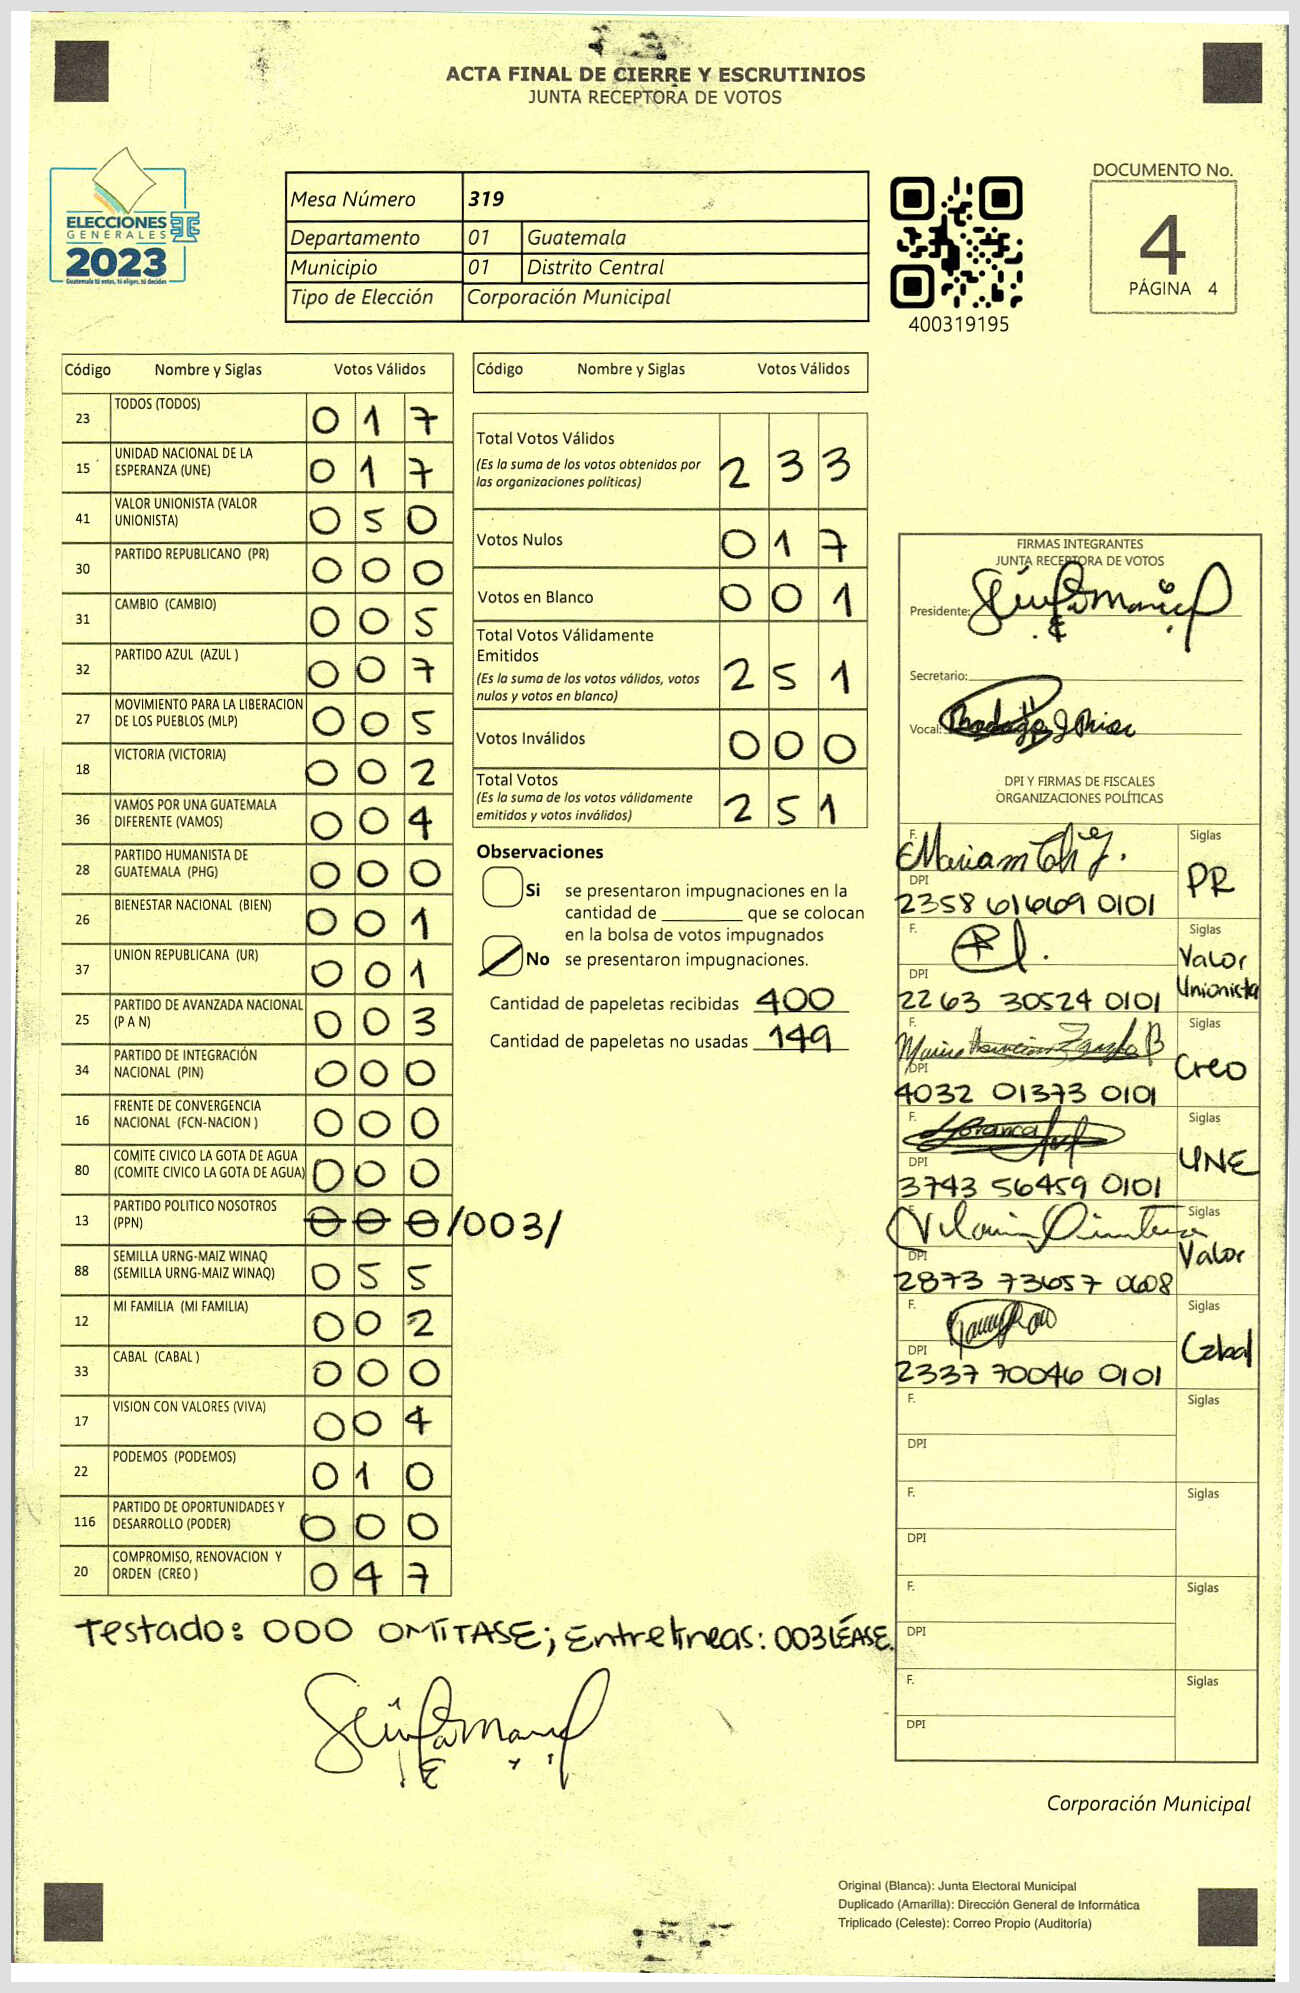 ACTA FINAL DE CIERRE Y ESCRUTINIOS
JUNTA RECEPTORA DE VOTOS
ELECCIONES
GENERALES
2023
Guatemala tú votas, tú eliges, tú decides
Mesa Número 319
Departamento 01 Guatemala
Municipio 01 Distrito Central
Tipo de Elección Corporación Municipal
400319195
DOCUMENTO No.
4
PÁGINA 4
Código Nombre y Siglas Votos Válidos
23 TODOS (TODOS) 0 1 7
15 UNIDAD NACIONAL DE LA
ESPERANZA (UNE) 0 1 7
41 VALOR UNIONISTA (VALOR
UNIONISTA) 0 5 0
30 PARTIDO REPUBLICANO (PR) 0 0 0
31 CAMBIO (CAMBIO) 0 0 5
32 PARTIDO AZUL (AZUL ) 0 0 7
27 MOVIMIENTO PARA LA LIBERACION
DE LOS PUEBLOS (MLP) 0 0 5
18 VICTORIA (VICTORIA) 0 0 2
36 VAMOS POR UNA GUATEMALA
DIFERENTE (VAMOS) 0 0 4
28 PARTIDO HUMANISTA DE
GUATEMALA (PHG) 0 0 0
26 BIENESTAR NACIONAL (BIEN) 0 0 1
37 UNION REPUBLICANA (UR) 0 0 1
25 PARTIDO DE AVANZADA NACIONAL
(P A N) 0 0 3
34 PARTIDO DE INTEGRACIÓN
NACIONAL (PIN) 0 0 0
16 FRENTE DE CONVERGENCIA
NACIONAL (FCN-NACION ) 0 0 0
80 COMITE CIVICO LA GOTA DE AGUA
(COMITE CIVICO LA GOTA DE AGUA) 0 0 0
13 PARTIDO POLITICO NOSOTROS
(PPN) 0 0 0 /003/
88 SEMILLA URNG-MAIZ WINAQ
(SEMILLA URNG-MAIZ WINAQ) 0 5 5
12 MI FAMILIA (MI FAMILIA) 0 0 2
33 CABAL (CABAL ) 0 0 0
17 VISION CON VALORES (VIVA) 0 0 4
22 PODEMOS (PODEMOS) 0 1 0
116 PARTIDO DE OPORTUNIDADES Y
DESARROLLO (PODER) 0 0 0
20 COMPROMISO, RENOVACION Y
ORDEN (CREO ) 0 4 7
Testado: 000 OMITASE; Entrelineas: 003 LÉASE.
Código Nombre y Siglas Votos Válidos
Total Votos Válidos 2 3 3
(Es la suma de los votos obtenidos por
las organizaciones políticas)
Votos Nulos 0 1 7
Votos en Blanco 0 0 1
Total Votos Válidamente
Emitidos 2 5 1
(Es la suma de los votos válidos, votos
nulos y votos en blanco)
Votos Inválidos 0 0 0
Total Votos 2 5 1
(Es la suma de los votos válidamente
emitidos y votos inválidos)
Observaciones
Si se presentaron impugnaciones en la
cantidad de ________ que se colocan
en la bolsa de votos impugnados
No se presentaron impugnaciones.
Cantidad de papeletas recibidas 400
Cantidad de papeletas no usadas 149
FIRMAS INTEGRANTES
JUNTA RECEPTORA DE VOTOS
Presidente:
Secretario:
Vocal:
DPI Y FIRMAS DE FISCALES
ORGANIZACIONES POLÍTICAS
F. Siglas
DPI PR
2358 61669 0101
F. Siglas
DPI Valor Unionista
2263 30524 0101
F. Siglas
DPI Creo
4032 01373 0101
F. Siglas
DPI UNE
3743 56459 0101
F. Siglas
DPI Valor
2873 73657 0608
F. Siglas
DPI Cabal
2337 70046 0101
F. Siglas
DPI
F. Siglas
DPI
F. Siglas
DPI
F. Siglas
DPI
Corporación Municipal
Original (Blanca): Junta Electoral Municipal
Duplicado (Amarilla): Dirección General de Informática
Triplicado (Celeste): Correo Propio (Auditoría)